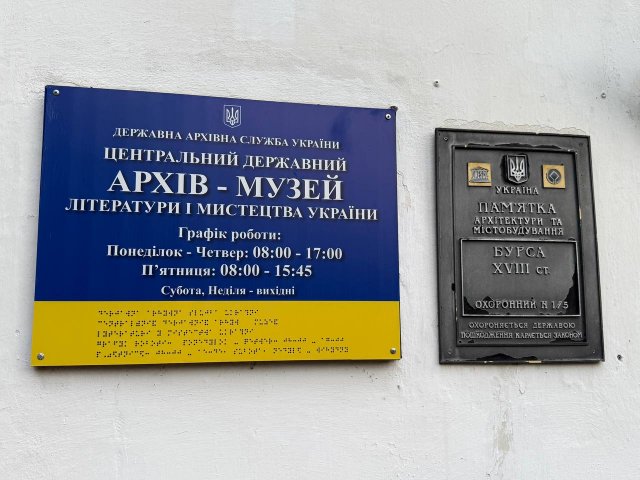 ДЕРЖАВНА АРХІВНА СЛУЖБА УКРАЇНИ
ЦЕНТРАЛЬНИЙ ДЕРЖАВНИЙ
АРХІВ - МУЗЕЙ
ЛІТЕРАТУРИ І МИСТЕЦТВА УКРАЇНИ
Графік роботи:
Понеділок - Четвер: 08:00 - 17:00
П’ятниця: 08:00 - 15:45
Субота, Неділя - вихідні
УКРАЇНА
ПАМ'ЯТКА
АРХІТЕКТУРИ ТА
МІСТОБУДУВАННЯ
БУРСА
XVIII СТ.
ОХОРОННИЙ N 1/5
ОХОРОНЯЄТЬСЯ ДЕРЖАВОЮ
ПОШКОДЖЕННЯ КАРАЄТЬСЯ ЗАКОНОМ